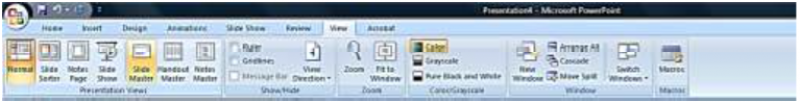 Presentation4 - Microsoft PowerPoint
Home Insert Design Animations Slide Show Review View Acrobat
Normal Slide Sorter Notes Page Slide Show Slide Master Handout Master Notes Master
Presentation Views
Ruler
Gridlines
Message Bar
View Direction
Show/Hide
Zoom Fit to Window
Zoom
Color
Grayscale
Pure Black and White
Color/Grayscale
New Window
Arrange All
Cascade
Move Split
Switch Windows
Window
Macros
Macros